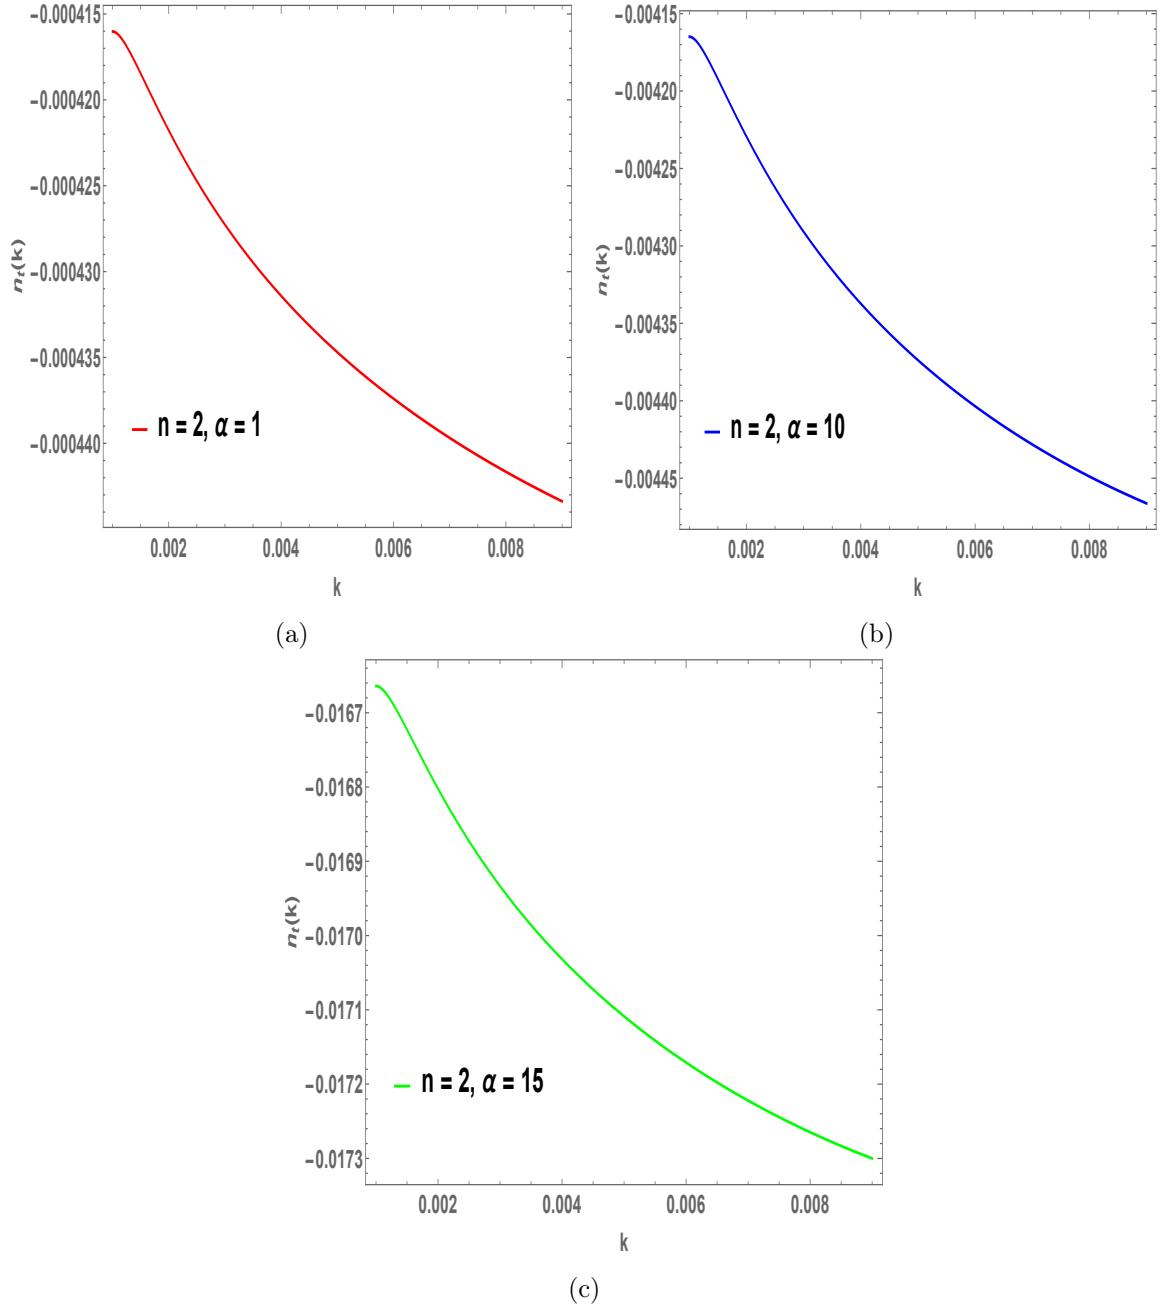 −0.000415
−0.000420
−0.000425
−0.000430
−0.000435
−0.000440
nt(k)
n = 2, α = 1
0.002 0.004 0.006 0.008
k
(a)
−0.00415
−0.00420
−0.00425
−0.00430
−0.00435
−0.00440
−0.00445
nt(k)
n = 2, α = 10
0.002 0.004 0.006 0.008
k
(b)
−0.0167
−0.0168
−0.0169
−0.0170
−0.0171
−0.0172
−0.0173
nt(k)
n = 2, α = 15
0.002 0.004 0.006 0.008
k
(c)